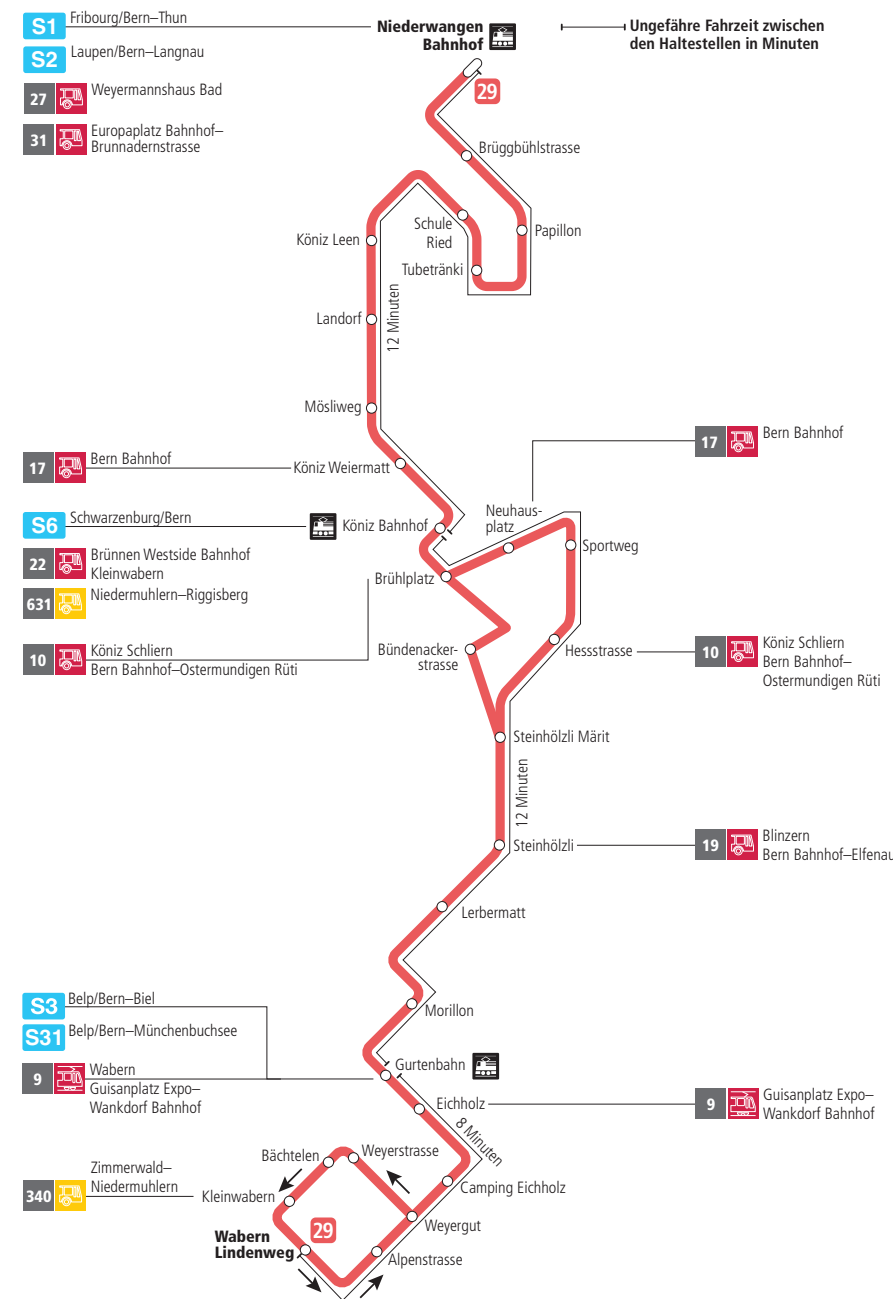 S1 Fribourg/Bern–Thun
S2 Laupen/Bern–Langnau
27 Weyermannshaus Bad
31 Europaplatz Bahnhof–
Brunnadernstrasse
Niederwangen
Bahnhof
Ungefähre Fahrzeit zwischen
den Haltestellen in Minuten
29
Brüggbühlstrasse
Papillon
Schule
Ried
Tubetränki
Köniz Leen
12 Minuten
Landorf
Mösliweg
17 Bern Bahnhof
Köniz Weiermatt
17 Bern Bahnhof
S6 Schwarzenburg/Bern
Köniz Bahnhof
Neuhaus-
platz
Sportweg
22 Brünnen Westside Bahnhof
Kleinwabern
631 Niedermuhlern–Riggisberg
Brühlplatz
10 Köniz Schliern
Bern Bahnhof–Ostermundigen Rüti
Bündenacker-
strasse
Hessstrasse
10 Köniz Schliern
Bern Bahnhof–
Ostermundigen Rüti
Steinhölzli Märit
12 Minuten
Steinhölzli
19 Blinzern
Bern Bahnhof–Elfenau
Lerbermatt
S3 Belp/Bern–Biel
S31 Belp/Bern–Münchenbuchsee
Morillon
9 Wabern
Guisanplatz Expo–
Wankdorf Bahnhof
Gurtenbahn
Eichholz
9 Guisanplatz Expo–
Wankdorf Bahnhof
8 Minuten
Bächtelen
Weyerstrasse
340 Zimmerwald–
Niedermuhlern
Kleinwabern
Camping Eichholz
Weyergut
29
Wabern
Lindenweg
Alpenstrasse